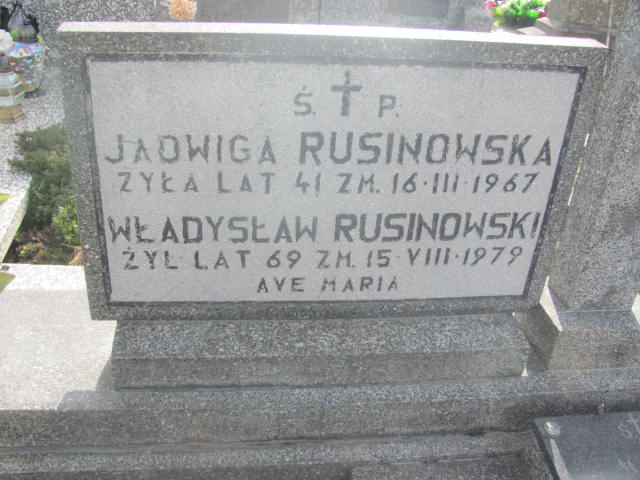 Ś. † P.
JADWIGA RUSINOWSKA
ŻYŁA LAT 41 ZM. 16·III·1967
WŁADYSŁAW RUSINOWSKI
ŻYŁ LAT 69 ZM. 15·VIII·1979
AVE MARIA